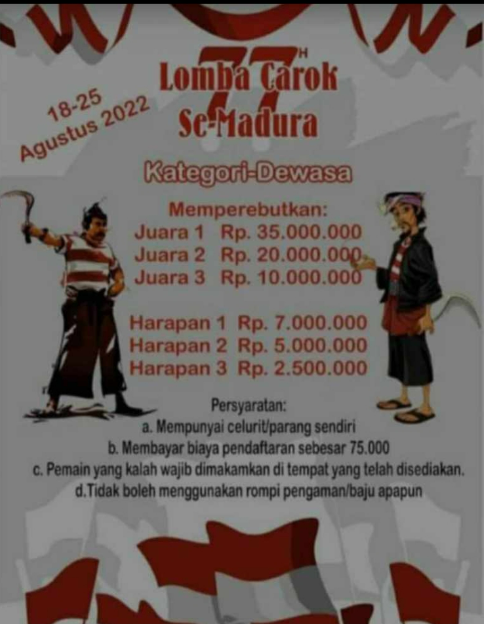 77H
Lomba Carok
Se-Madura
18-25
Agustus 2022
Kategori-Dewasa
Memperebutkan:
Juara 1 Rp. 35.000.000
Juara 2 Rp. 20.000.000
Juara 3 Rp. 10.000.000
Harapan 1 Rp. 7.000.000
Harapan 2 Rp. 5.000.000
Harapan 3 Rp. 2.500.000
Persyaratan:
a. Mempunyai celurit/parang sendiri
b. Membayar biaya pendaftaran sebesar 75.000
c. Pemain yang kalah wajib dimakamkan di tempat yang telah disediakan.
d.Tidak boleh menggunakan rompi pengaman/baju apapun